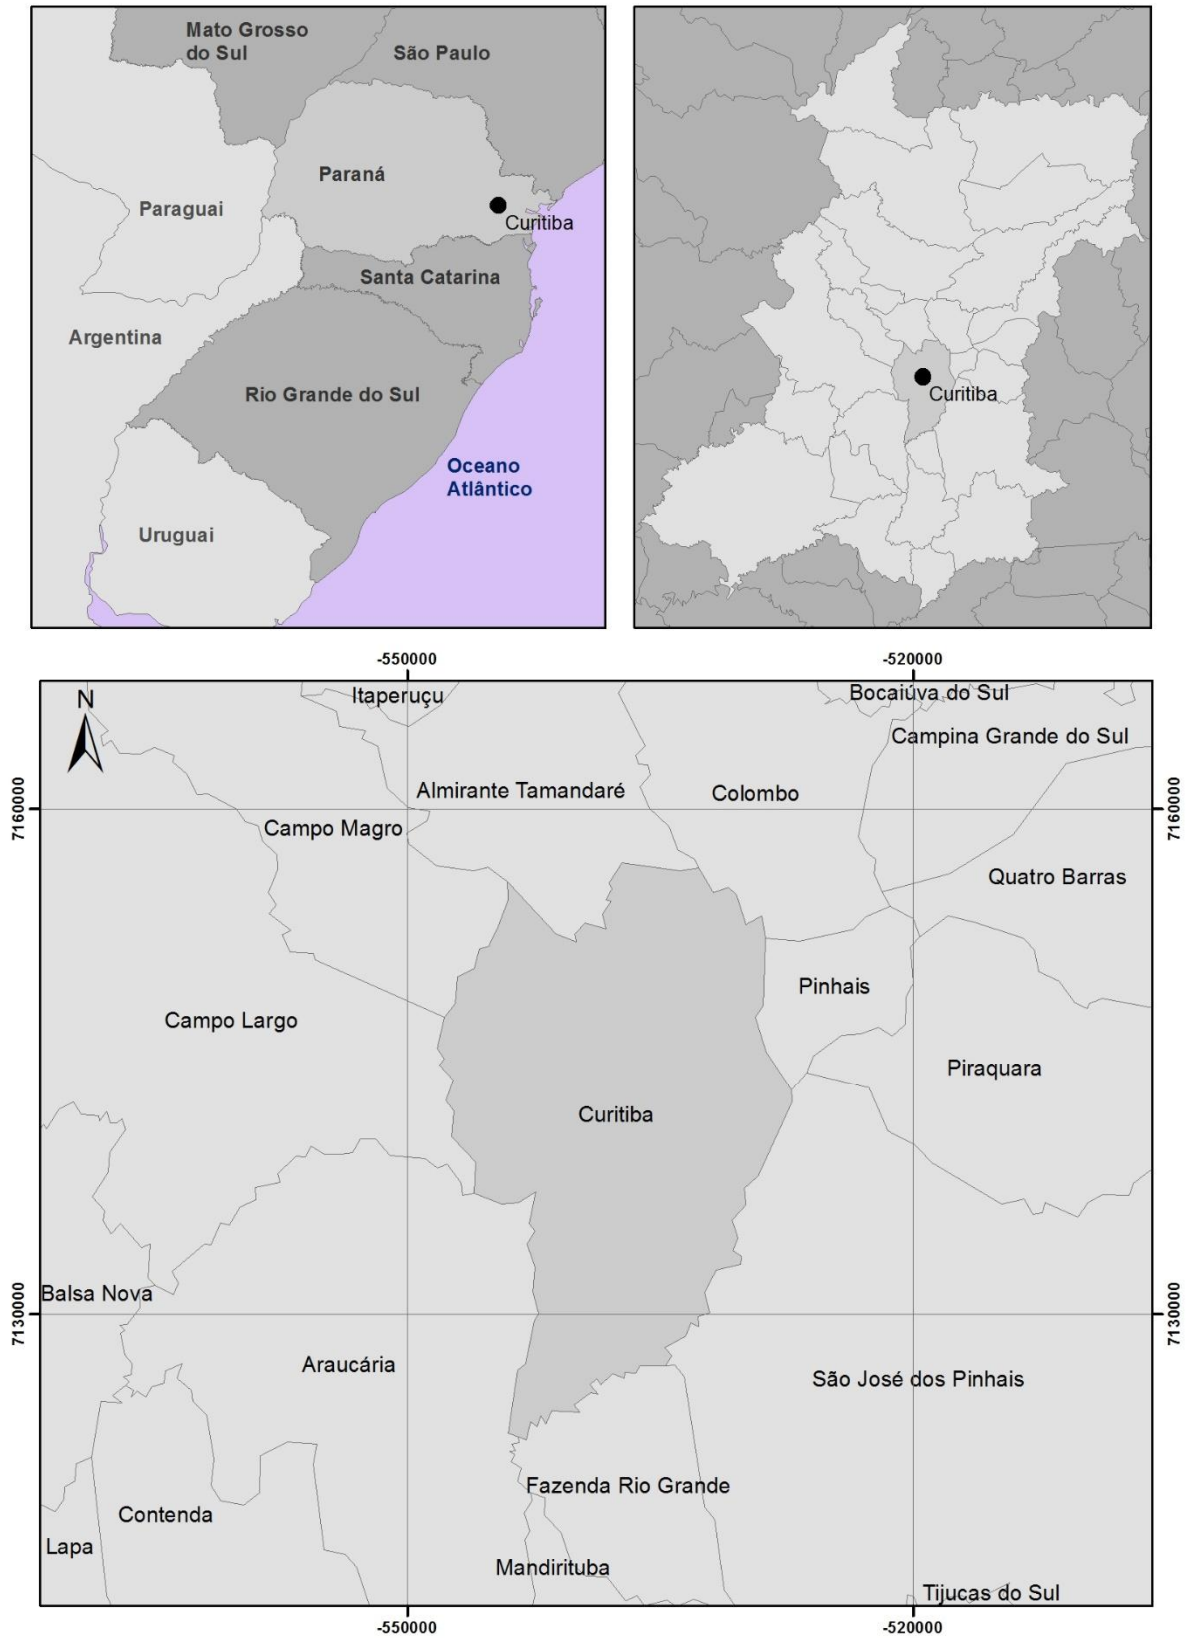 Mato Grosso
do Sul
São Paulo
Paraná
Paraguai
Curitiba
Santa Catarina
Argentina
Rio Grande do Sul
Oceano
Atlântico
Uruguai
Curitiba
-550000
-520000
N
Itaperuçu
Bocaiúva do Sul
Campina Grande do Sul
Almirante Tamandaré
Colombo
7160000
7160000
Campo Magro
Quatro Barras
Pinhais
Campo Largo
Piraquara
Curitiba
Balsa Nova
7130000
7130000
Araucária
São José dos Pinhais
Fazenda Rio Grande
Contenda
Lapa
Mandirituba
Tijucas do Sul
-550000
-520000